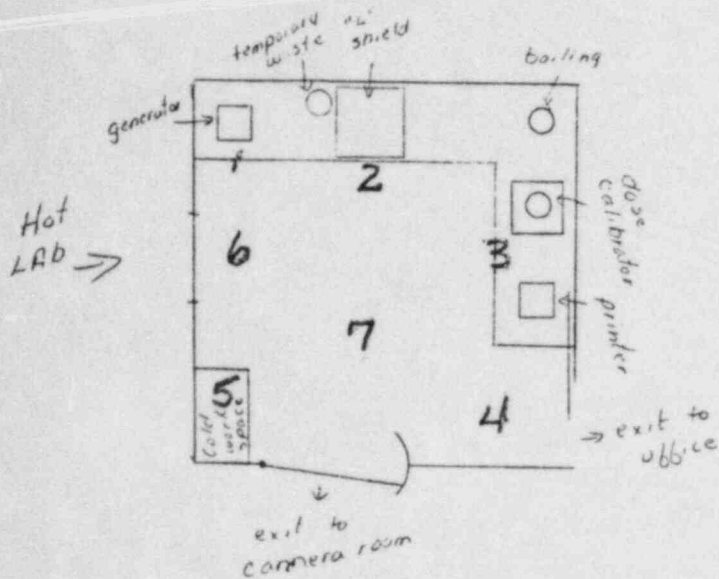 temporary "L"
waste shield
boiling
generator
dose
calibrator
2
Hot
LAB
6
3
7
printer
5
Cold
work
space
4
exit to
office
exit to
cammera room